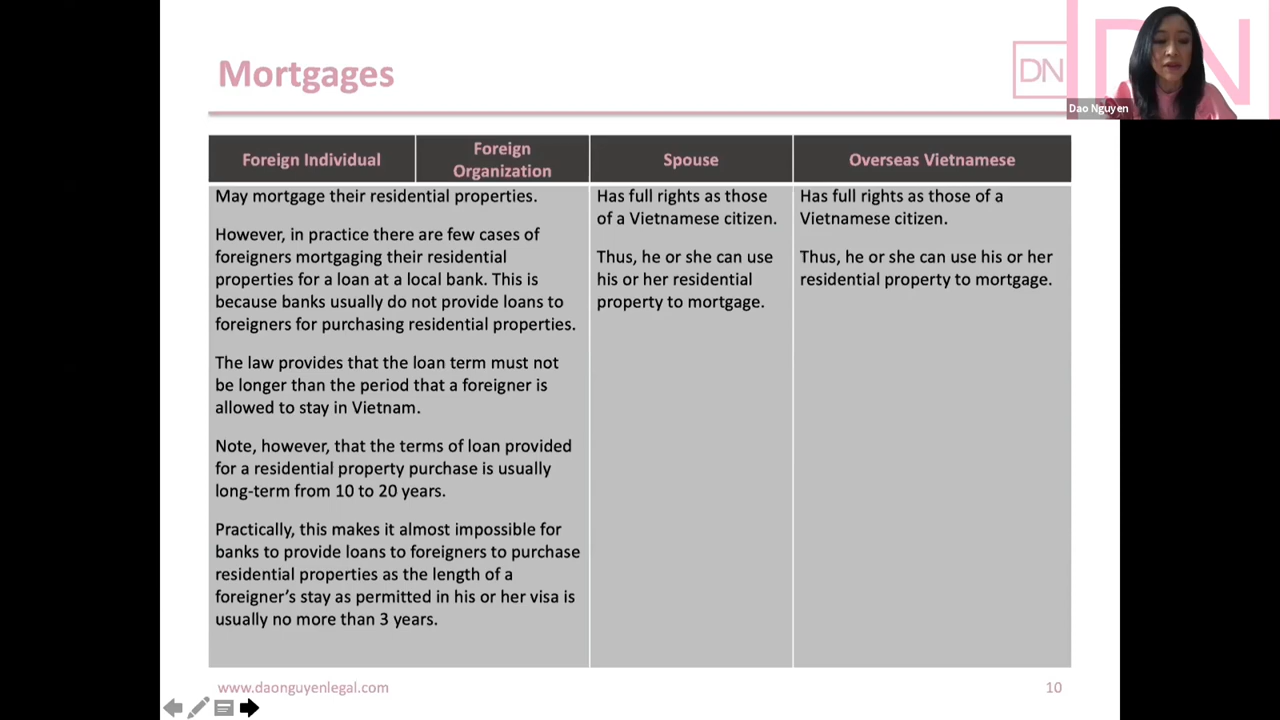 Mortgages
DN
DN
Dao Nguyen
Foreign Individual
Foreign
Organization
Spouse
Overseas Vietnamese
May mortgage their residential properties.
However, in practice there are few cases of
foreigners mortgaging their residential
properties for a loan at a local bank. This is
because banks usually do not provide loans to
foreigners for purchasing residential properties.
The law provides that the loan term must not
be longer than the period that a foreigner is
allowed to stay in Vietnam.
Note, however, that the terms of loan provided
for a residential property purchase is usually
long-term from 10 to 20 years.
Practically, this makes it almost impossible for
banks to provide loans to foreigners to purchase
residential properties as the length of a
foreigner’s stay as permitted in his or her visa is
usually no more than 3 years.
Has full rights as those
of a Vietnamese citizen.
Thus, he or she can use
his or her residential
property to mortgage.
Has full rights as those of a
Vietnamese citizen.
Thus, he or she can use his or her
residential property to mortgage.
www.daonguyenlegal.com
10